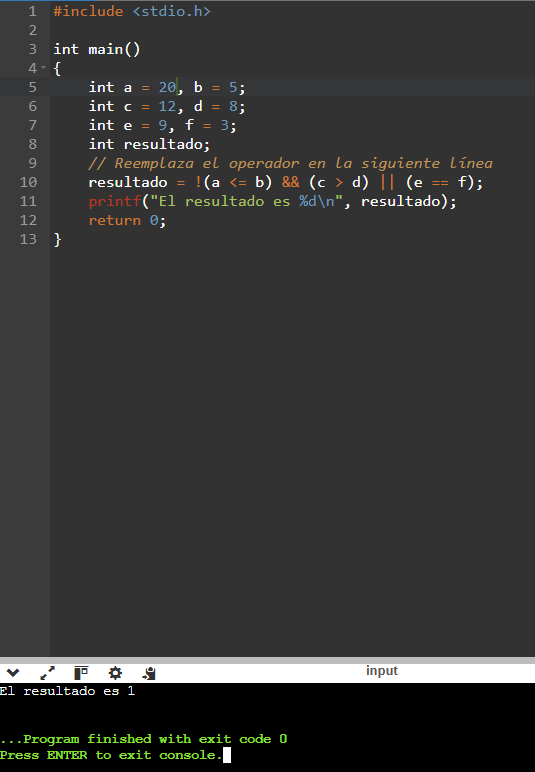 1 #include <stdio.h>
2
3 int main()
4 {
5     int a = 20, b = 5;
6     int c = 12, d = 8;
7     int e = 9, f = 3;
8     int resultado;
9     // Reemplaza el operador en la siguiente línea
10     resultado = !(a <= b) && (c > d) || (e == f);
11     printf("El resultado es %d\n", resultado);
12     return 0;
13 }
input
El resultado es 1
...Program finished with exit code 0
Press ENTER to exit console.